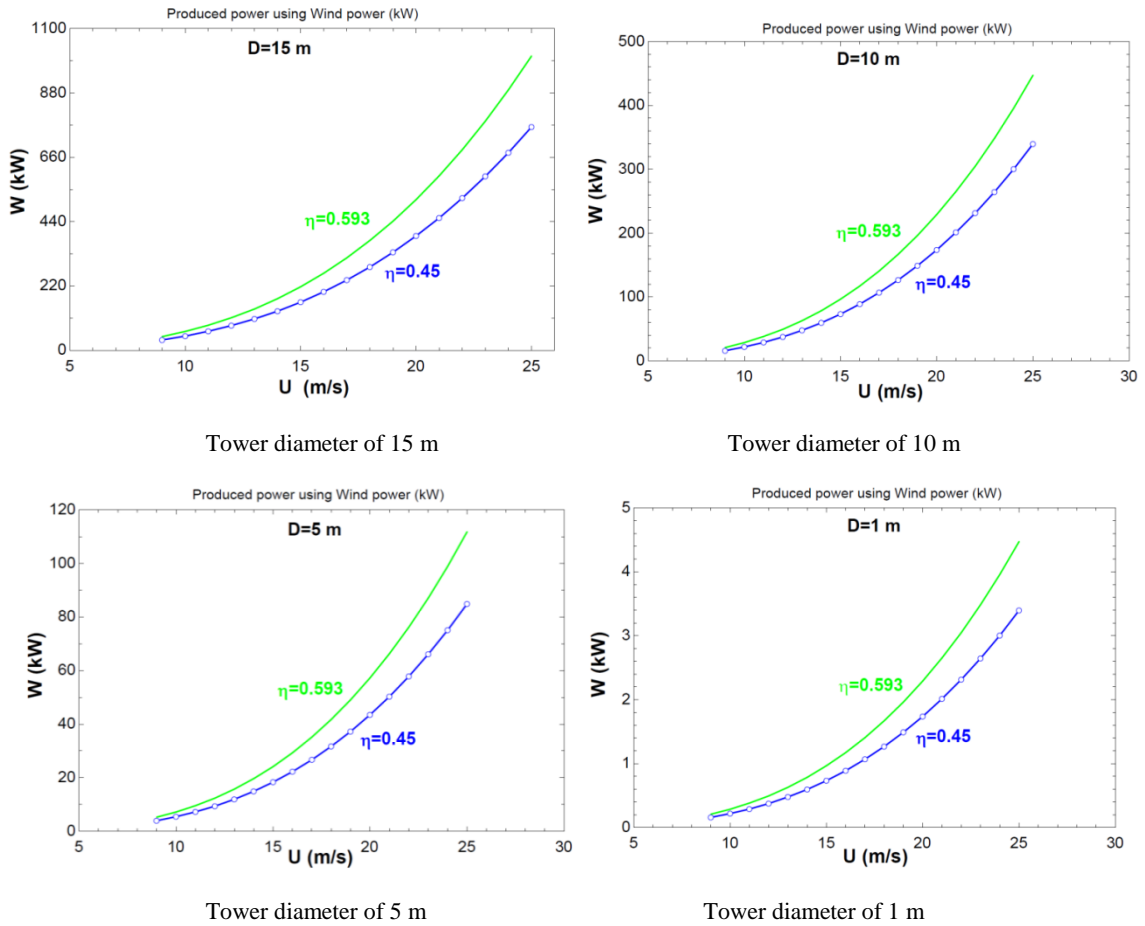 Produced power using Wind power (kW)
D=15 m
W (kW)
1100
880
660
440
220
0
η=0.593
η=0.45
5 10 15 20 25
U (m/s)
Tower diameter of 15 m
Produced power using Wind power (kW)
D=10 m
W (kW)
500
400
300
200
100
0
η=0.593
η=0.45
5 10 15 20 25 30
U (m/s)
Tower diameter of 10 m
Produced power using Wind power (kW)
D=5 m
W (kW)
120
100
80
60
40
20
0
η=0.593
η=0.45
5 10 15 20 25 30
U (m/s)
Tower diameter of 5 m
Produced power using Wind power (kW)
D=1 m
W (kW)
5
4
3
2
1
0
η=0.593
η=0.45
5 10 15 20 25 30
U (m/s)
Tower diameter of 1 m